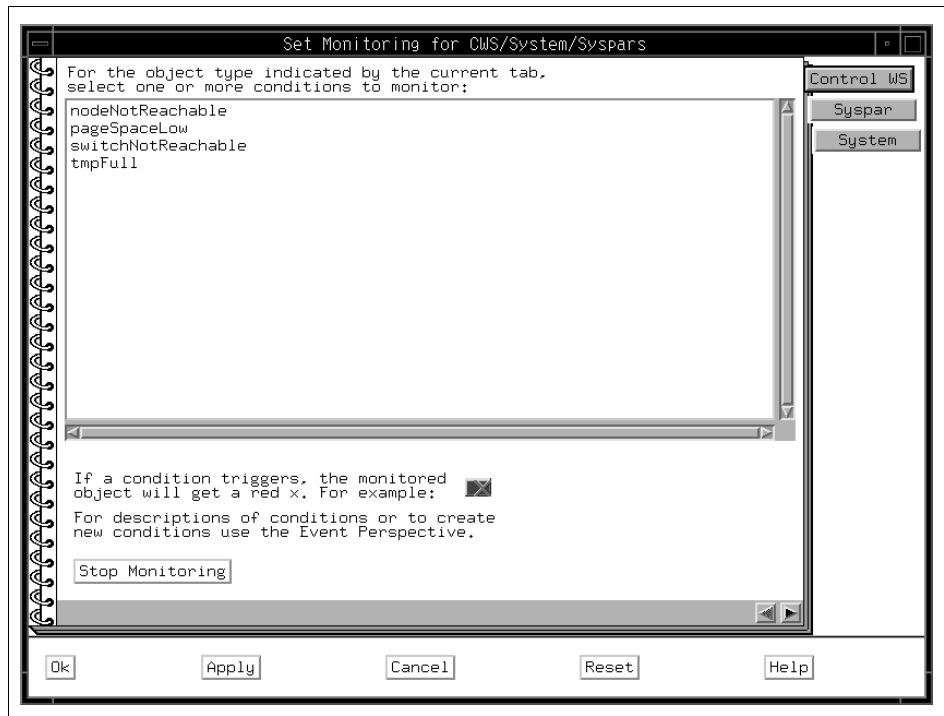 Set Monitoring for CWS/System/Syspars
For the object type indicated by the current tab,
select one or more conditions to monitor:
nodeNotReachable
pageSpaceLow
switchNotReachable
tmpFull
Control WS
Syspar
System
If a condition triggers, the monitored
object will get a red x. For example:
For descriptions of conditions or to create
new conditions use the Event Perspective.
Stop Monitoring
Ok Apply Cancel Reset Help